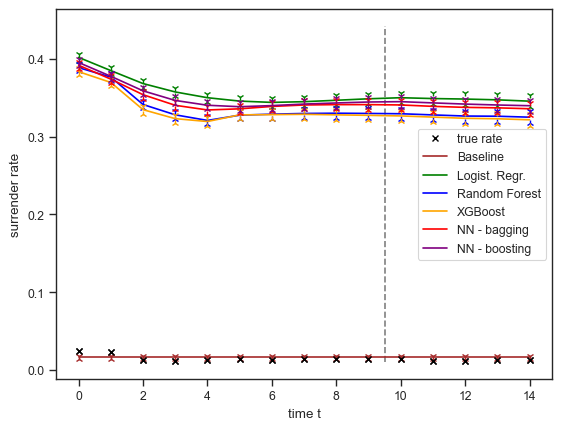 surrender rate
0.4
0.3
0.2
0.1
0.0
true rate
Baseline
Logist. Regr.
Random Forest
XGBoost
NN - bagging
NN - boosting
0 2 4 6 8 10 12 14
time t